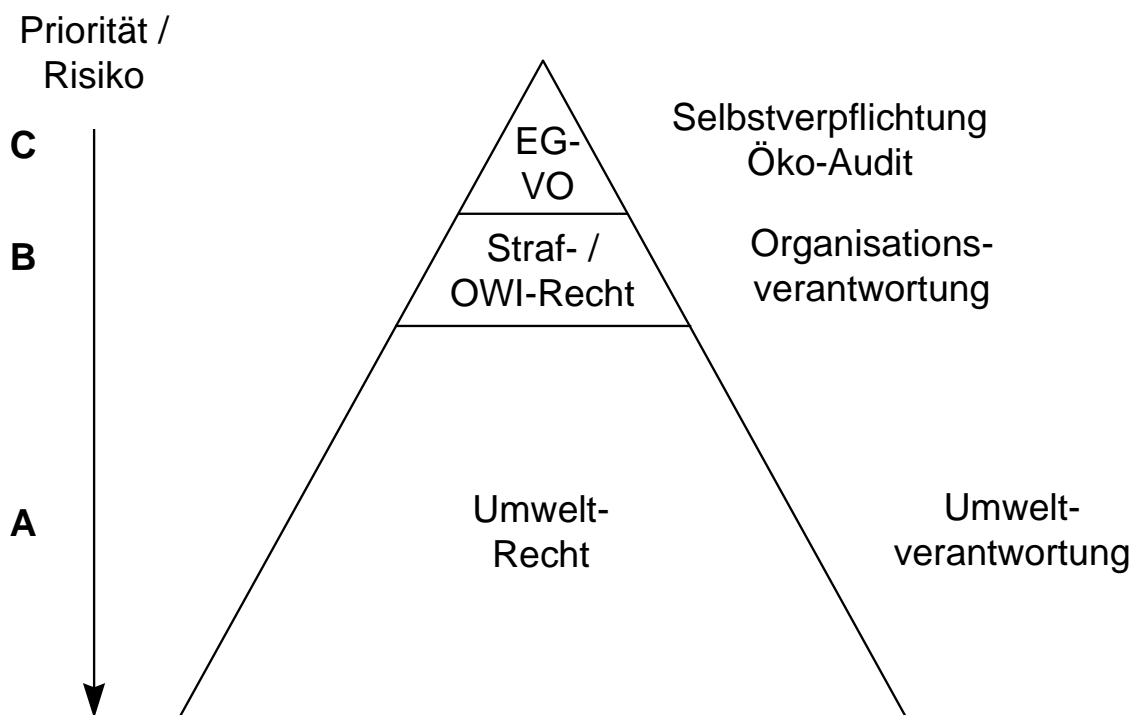 Priorität /
Risiko
C
EG-
VO
Selbstverpflichtung
Öko-Audit
B
Straf- /
OWI-Recht
Organisations-
verantwortung
A
Umwelt-
Recht
Umwelt-
verantwortung